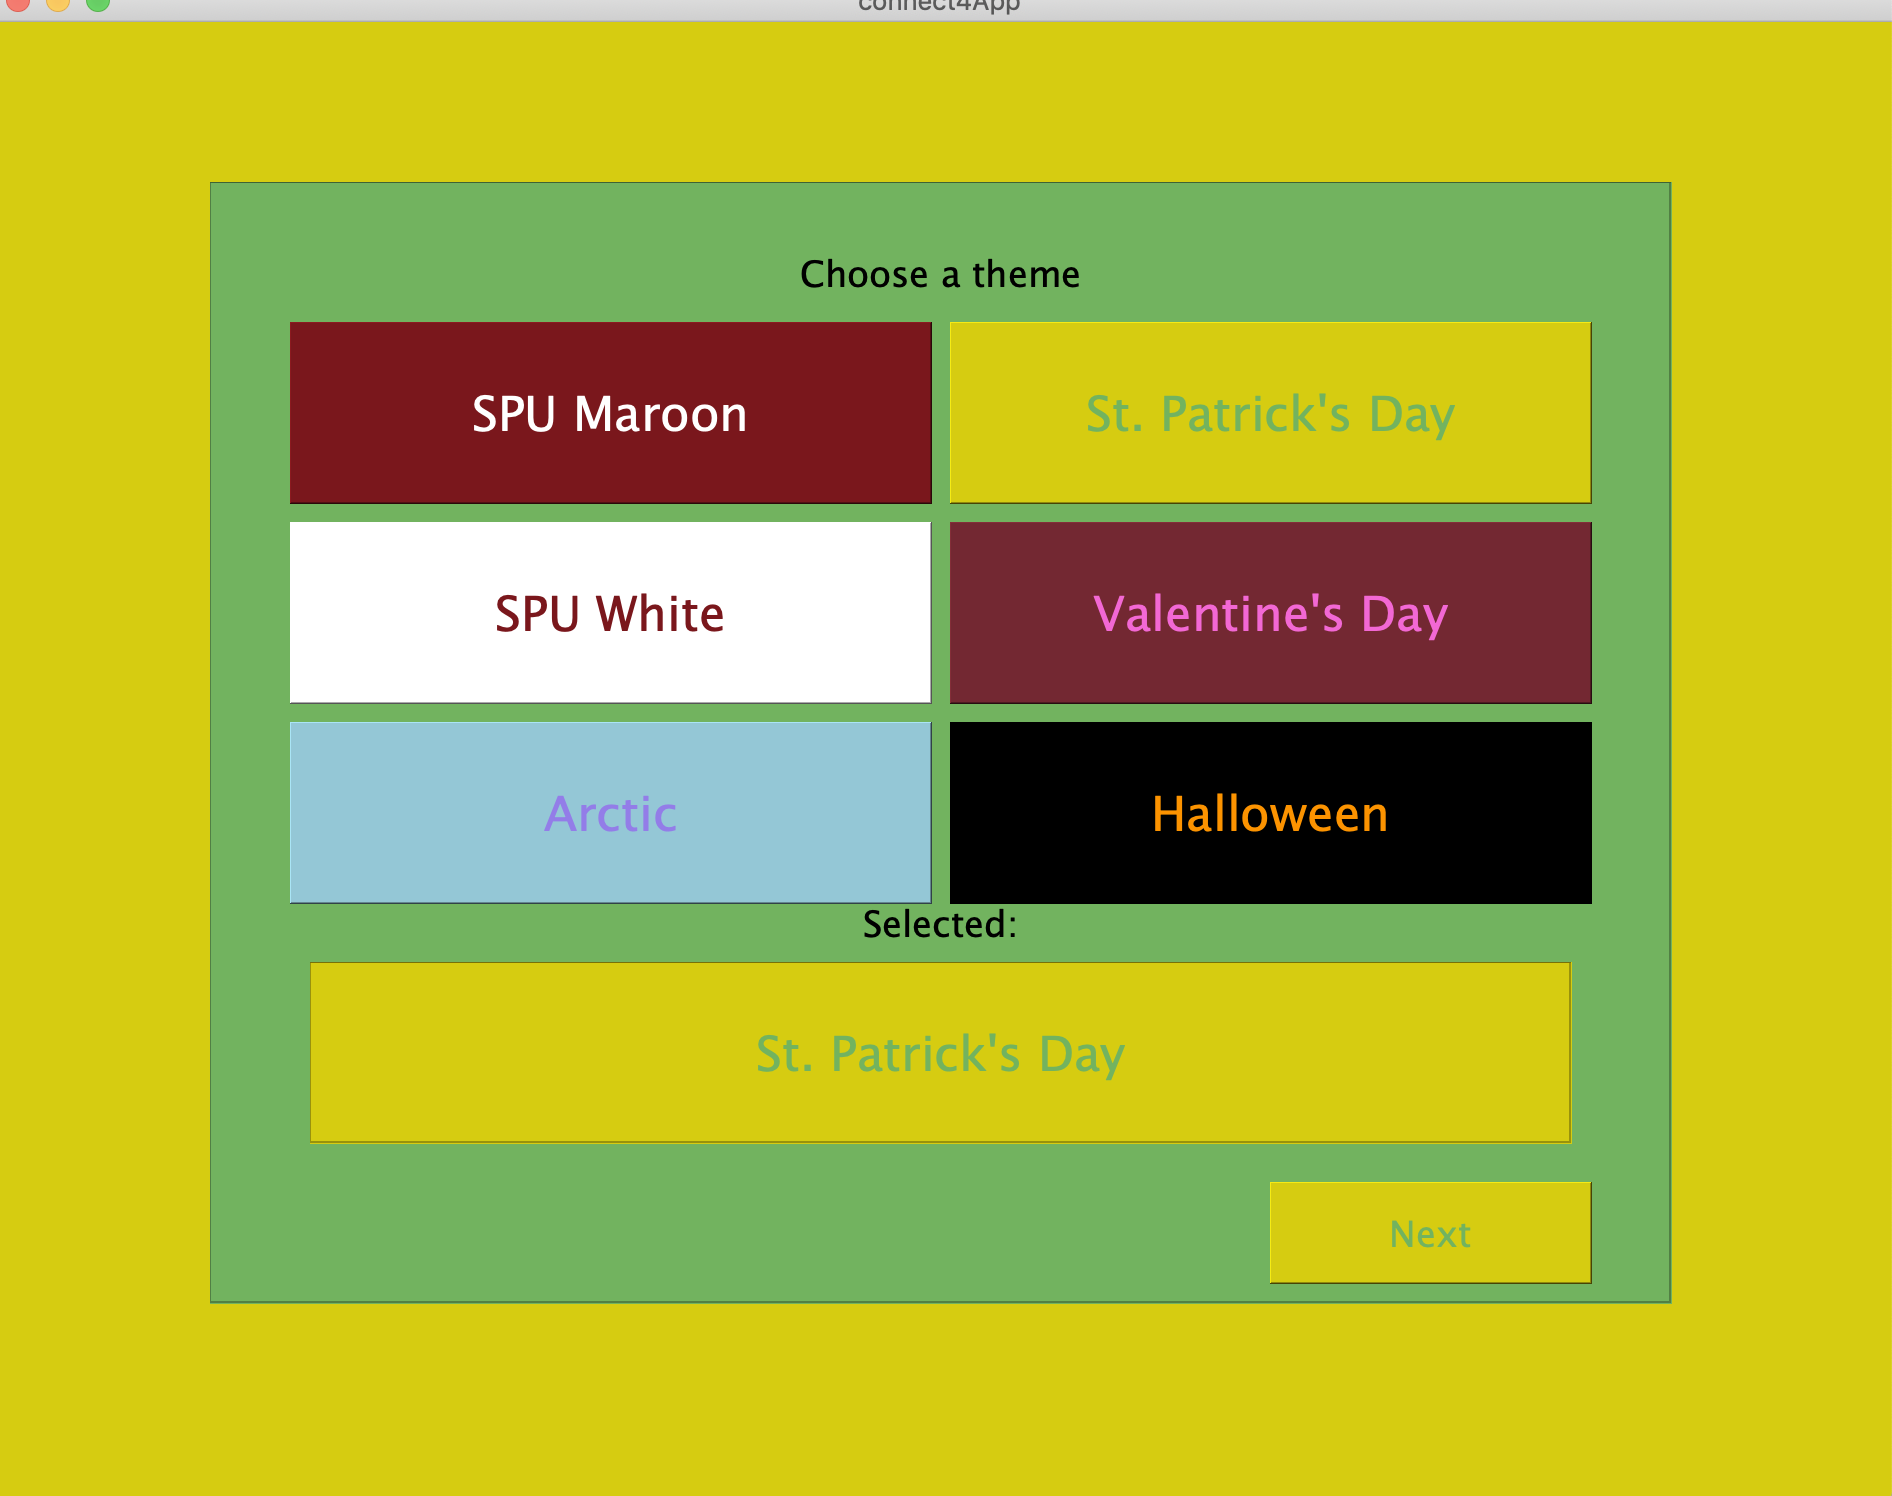 connect4App
Choose a theme
SPU Maroon
St. Patrick's Day
SPU White
Valentine's Day
Arctic
Halloween
Selected:
St. Patrick's Day
Next